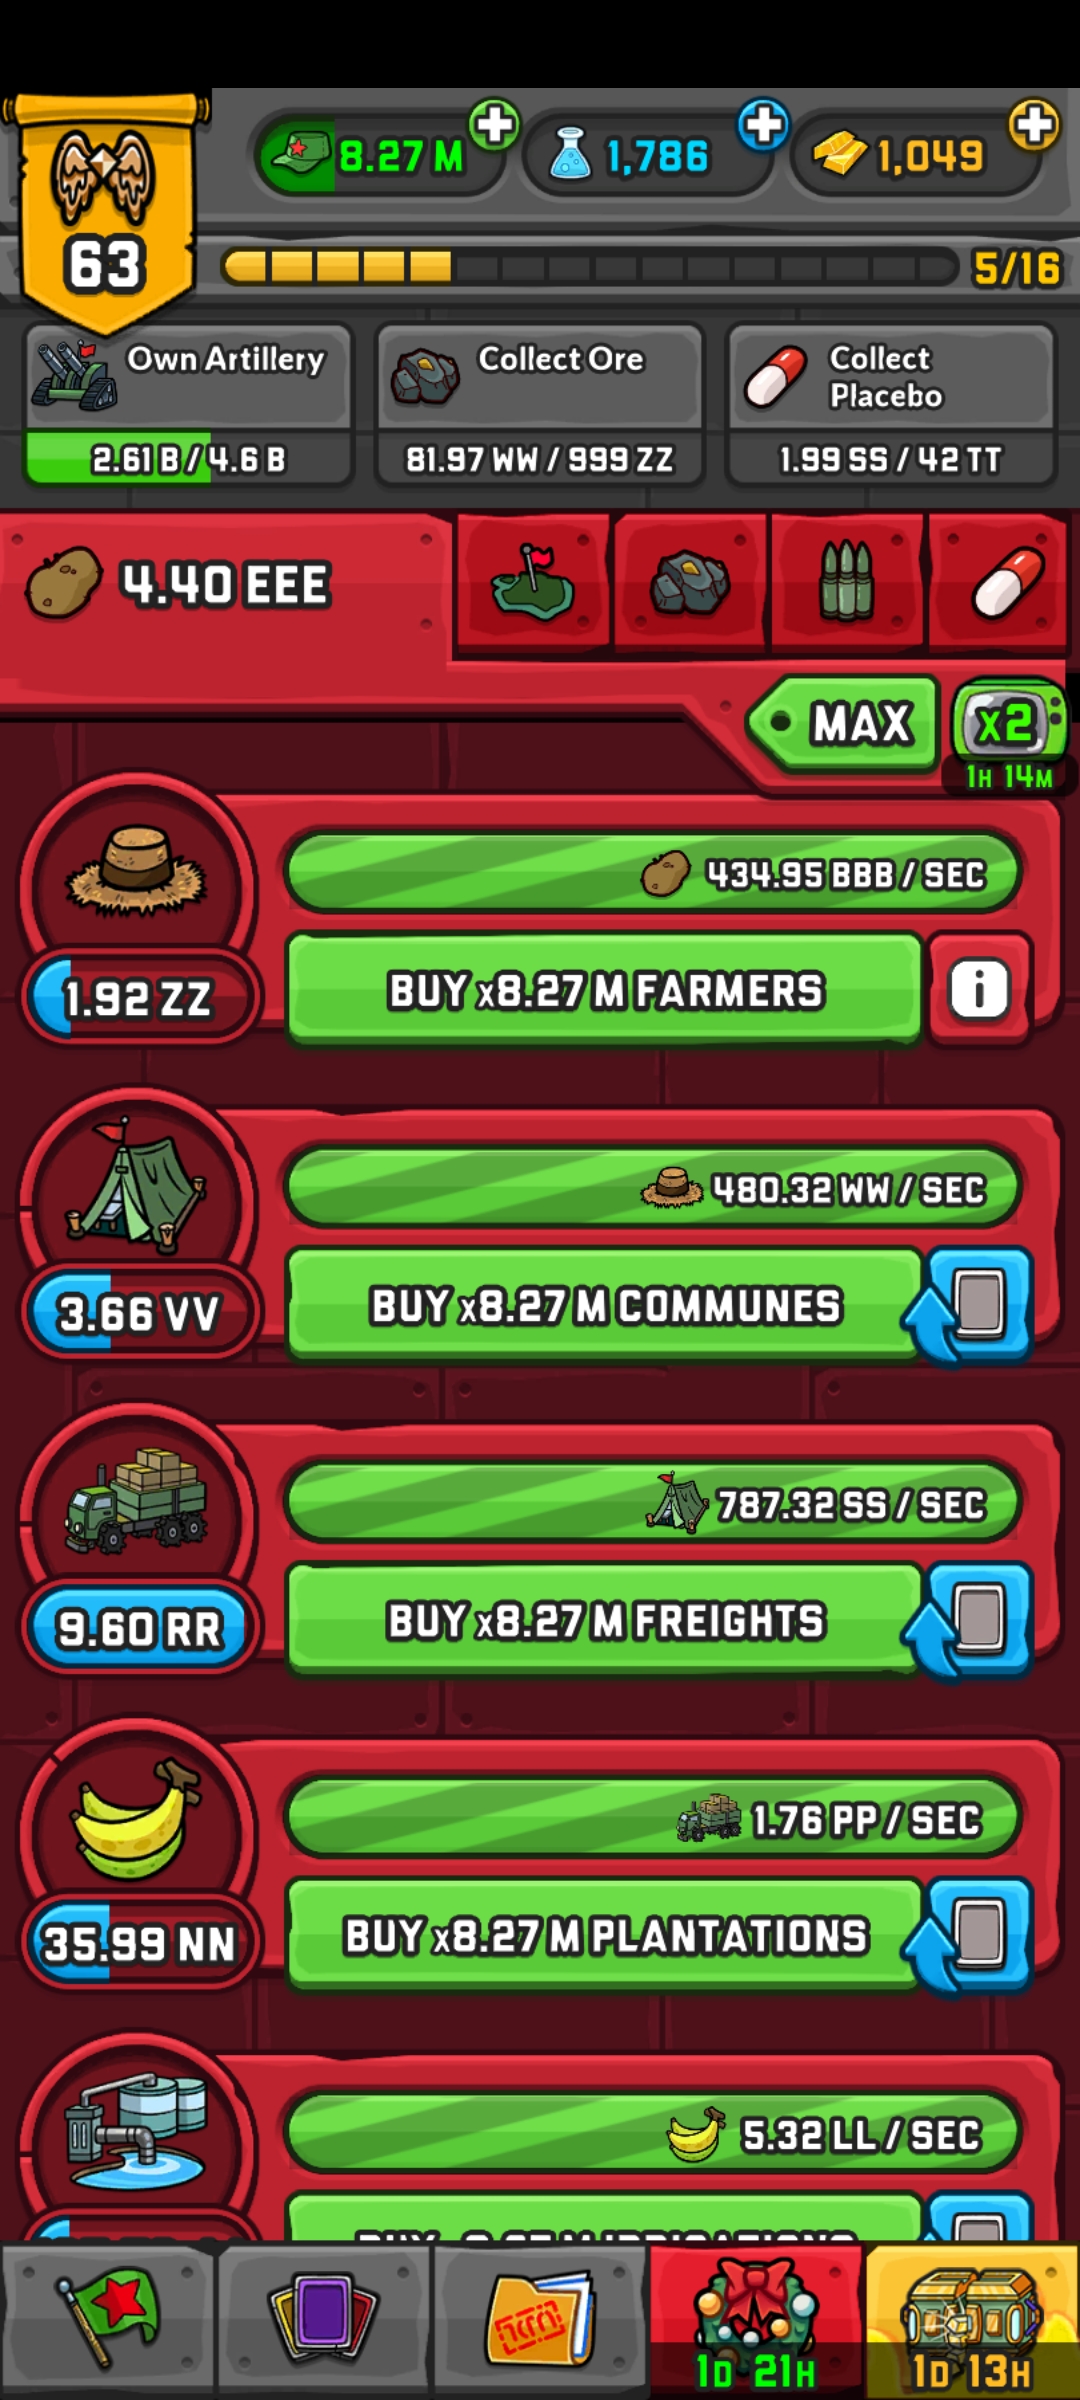 8.27 M
1,786
1,049
63
5/16
Own Artillery
2.61 B / 4.6 B
Collect Ore
81.97 WW / 999 ZZ
Collect
Placebo
1.99 SS / 42 TT
4.40 EEE
MAX
x2
1H 14M
434.95 BBB / SEC
1.92 ZZ
BUY x8.27 M FARMERS
i
480.32 WW / SEC
3.66 VV
BUY x8.27 M COMMUNES
787.32 SS / SEC
9.60 RR
BUY x8.27 M FREIGHTS
1.76 PP / SEC
35.99 NN
BUY x8.27 M PLANTATIONS
5.32 LL / SEC
1D 21H
1D 13H